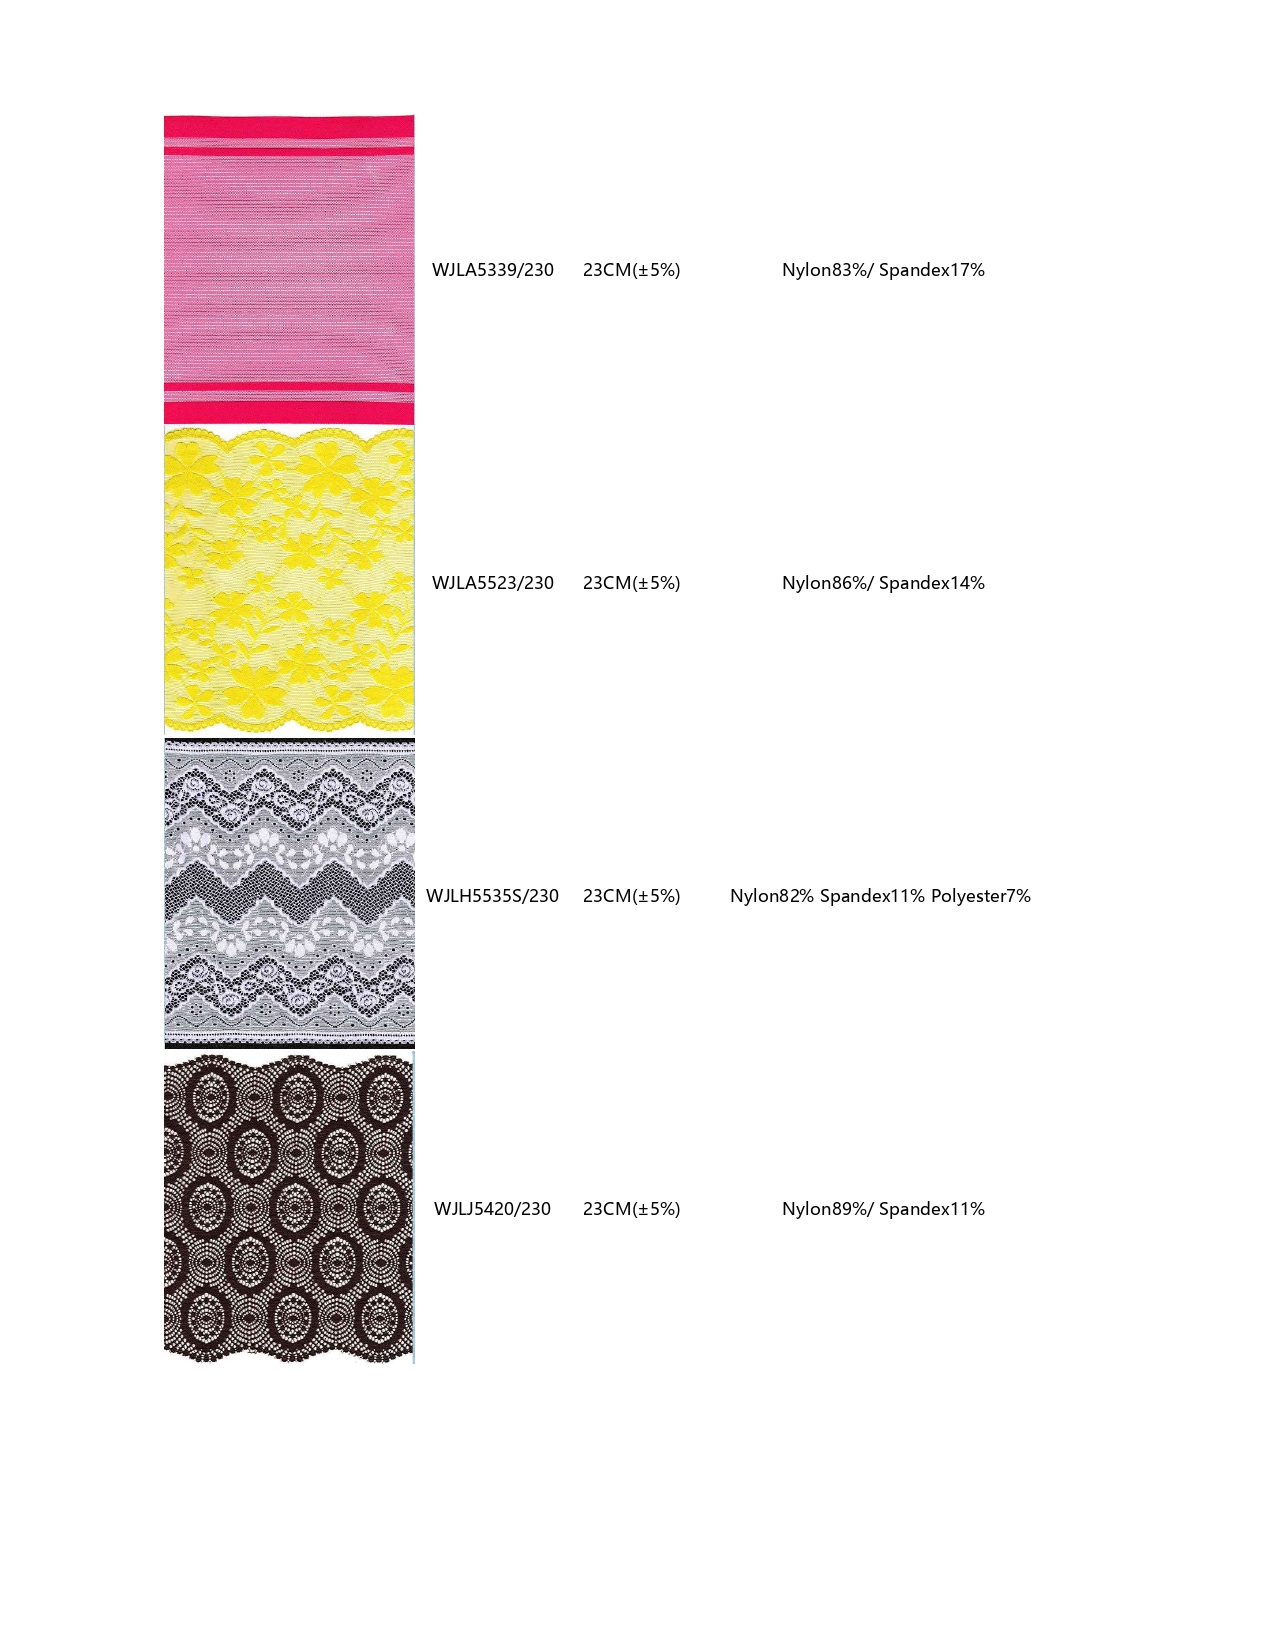 WJLA5339/230 23CM(±5%) Nylon83%/ Spandex17%
WJLA5523/230 23CM(±5%) Nylon86%/ Spandex14%
WJLH5535S/230 23CM(±5%) Nylon82% Spandex11% Polyester7%
WJLJ5420/230 23CM(±5%) Nylon89%/ Spandex11%